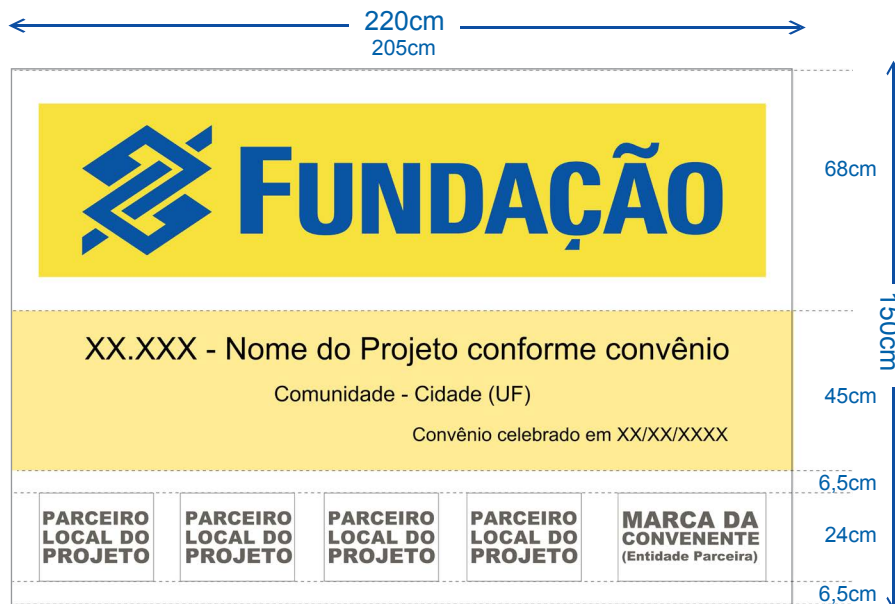 220cm
205cm
FUNDAÇÃO
68cm
150cm
XX.XXX - Nome do Projeto conforme convênio
Comunidade - Cidade (UF)
45cm
Convênio celebrado em XX/XX/XXXX
6,5cm
PARCEIRO LOCAL DO PROJETO
PARCEIRO LOCAL DO PROJETO
PARCEIRO LOCAL DO PROJETO
PARCEIRO LOCAL DO PROJETO
MARCA DA CONVENENTE (Entidade Parceira)
24cm
6,5cm